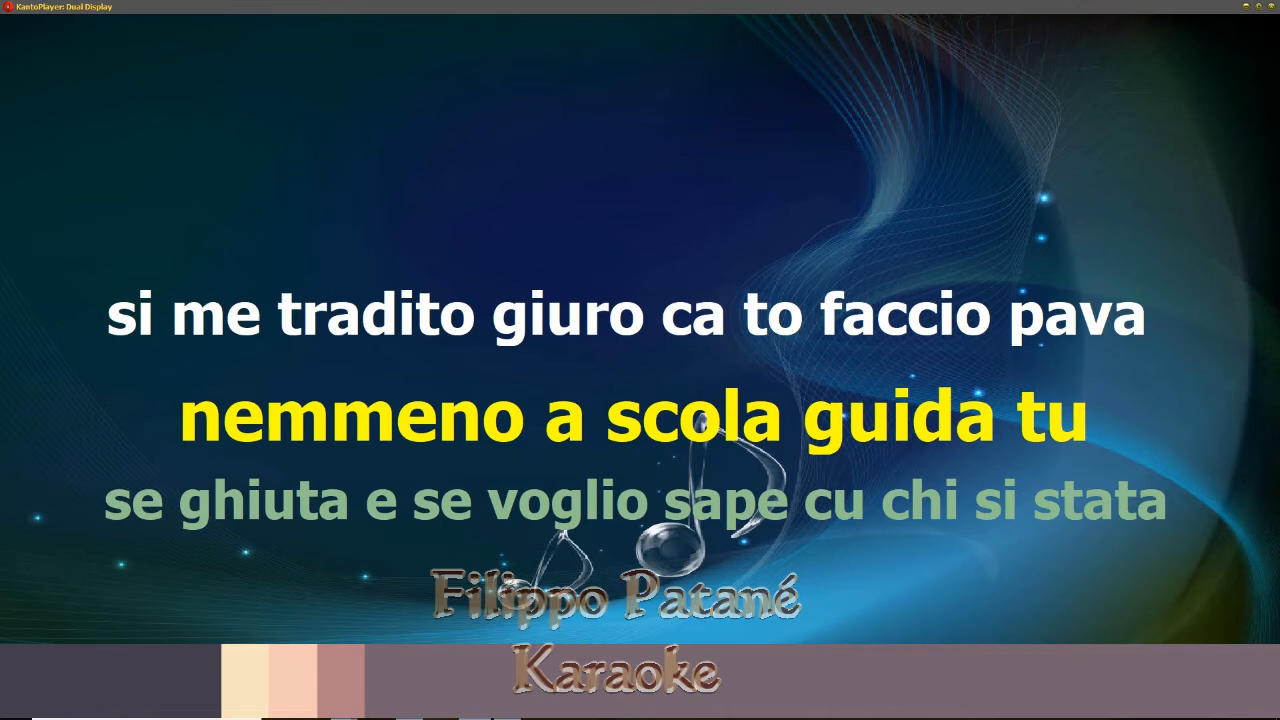 KantoPlayer: Dual Display
si me tradito giuro ca to faccio pava
nemmeno a scola guida tu
se ghiuta e se voglio sape cu chi si stata
Filippo Patané
Karaoke